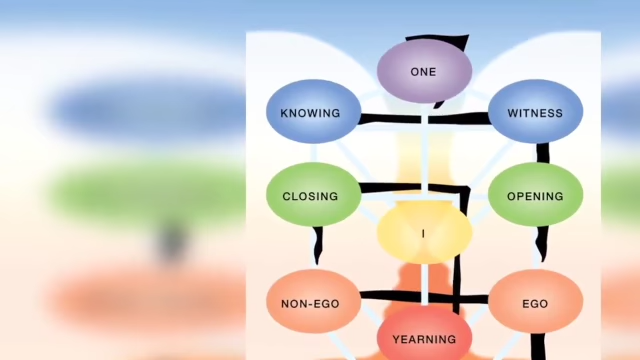 ONE
KNOWING
WITNESS
CLOSING
OPENING
I
NON-EGO
EGO
YEARNING